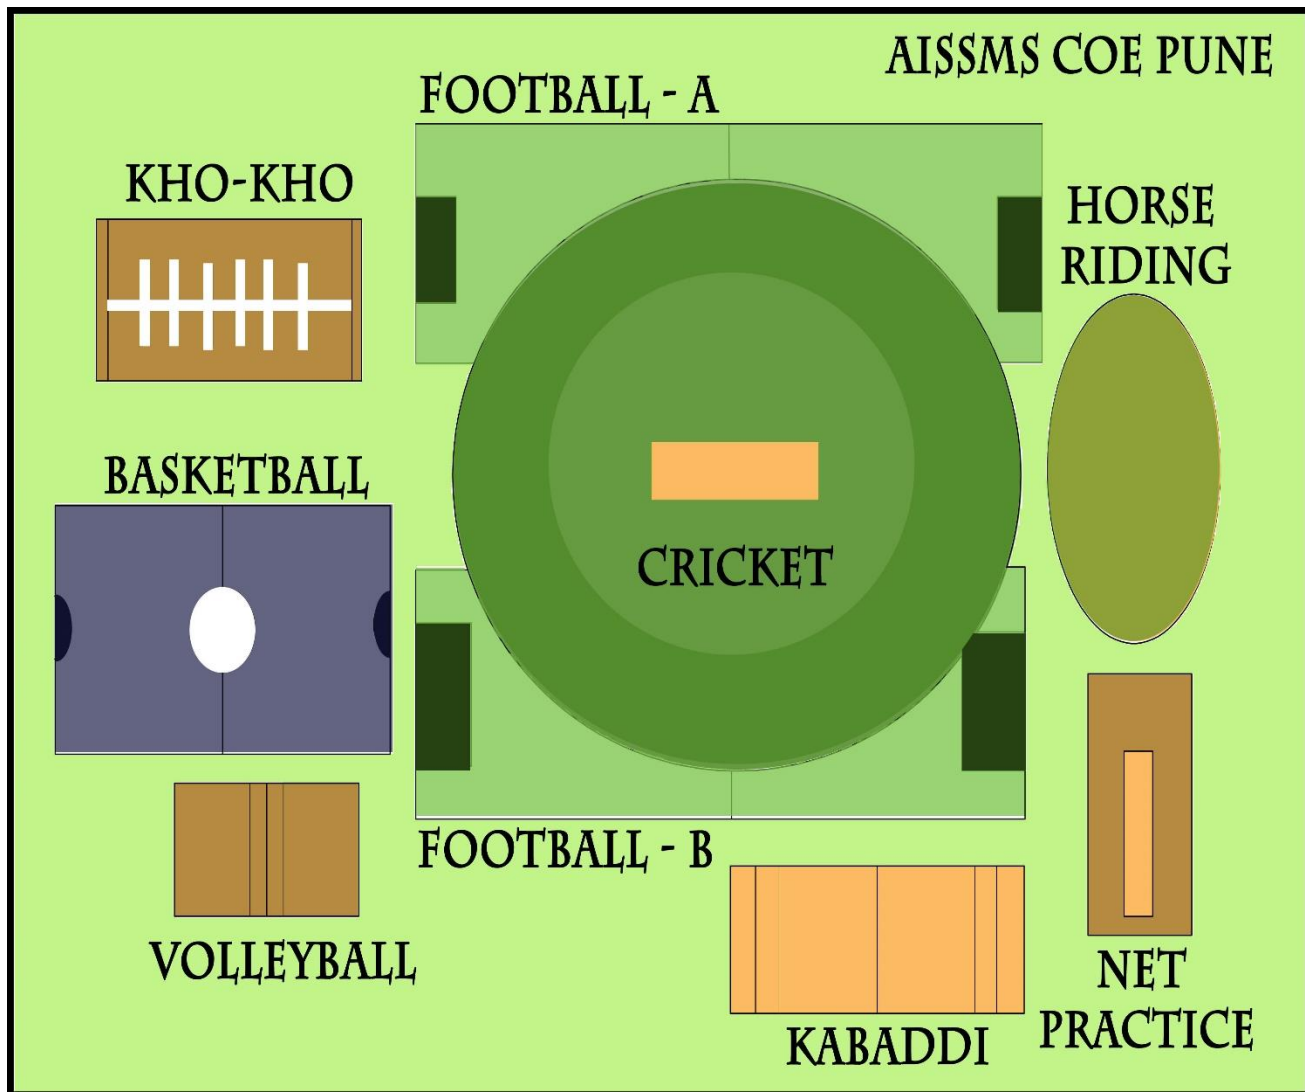 AISSMS COE PUNE
FOOTBALL - A
KHO-KHO
HORSE
RIDING
BASKETBALL
CRICKET
FOOTBALL - B
VOLLEYBALL
KABADDI
NET
PRACTICE